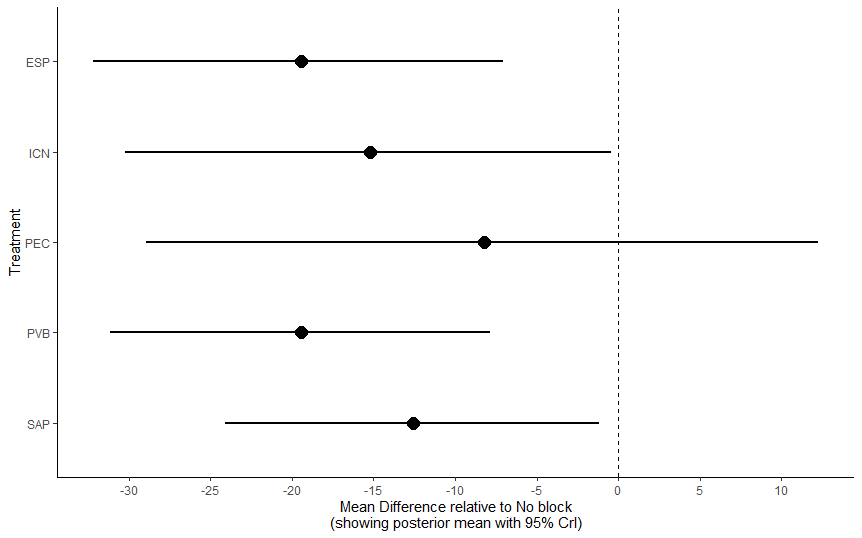 Treatment
ESP
ICN
PEC
PVB
SAP
-30 -25 -20 -15 -10 -5 0 5 10
Mean Difference relative to No block
(showing posterior mean with 95% CrI)